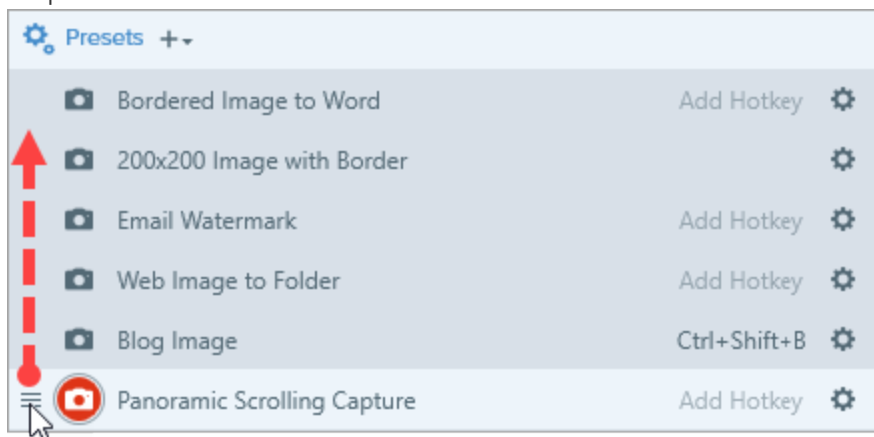 Presets
Bordered Image to Word Add Hotkey
200x200 Image with Border
Email Watermark Add Hotkey
Web Image to Folder Add Hotkey
Blog Image Ctrl+Shift+B
Panoramic Scrolling Capture Add Hotkey